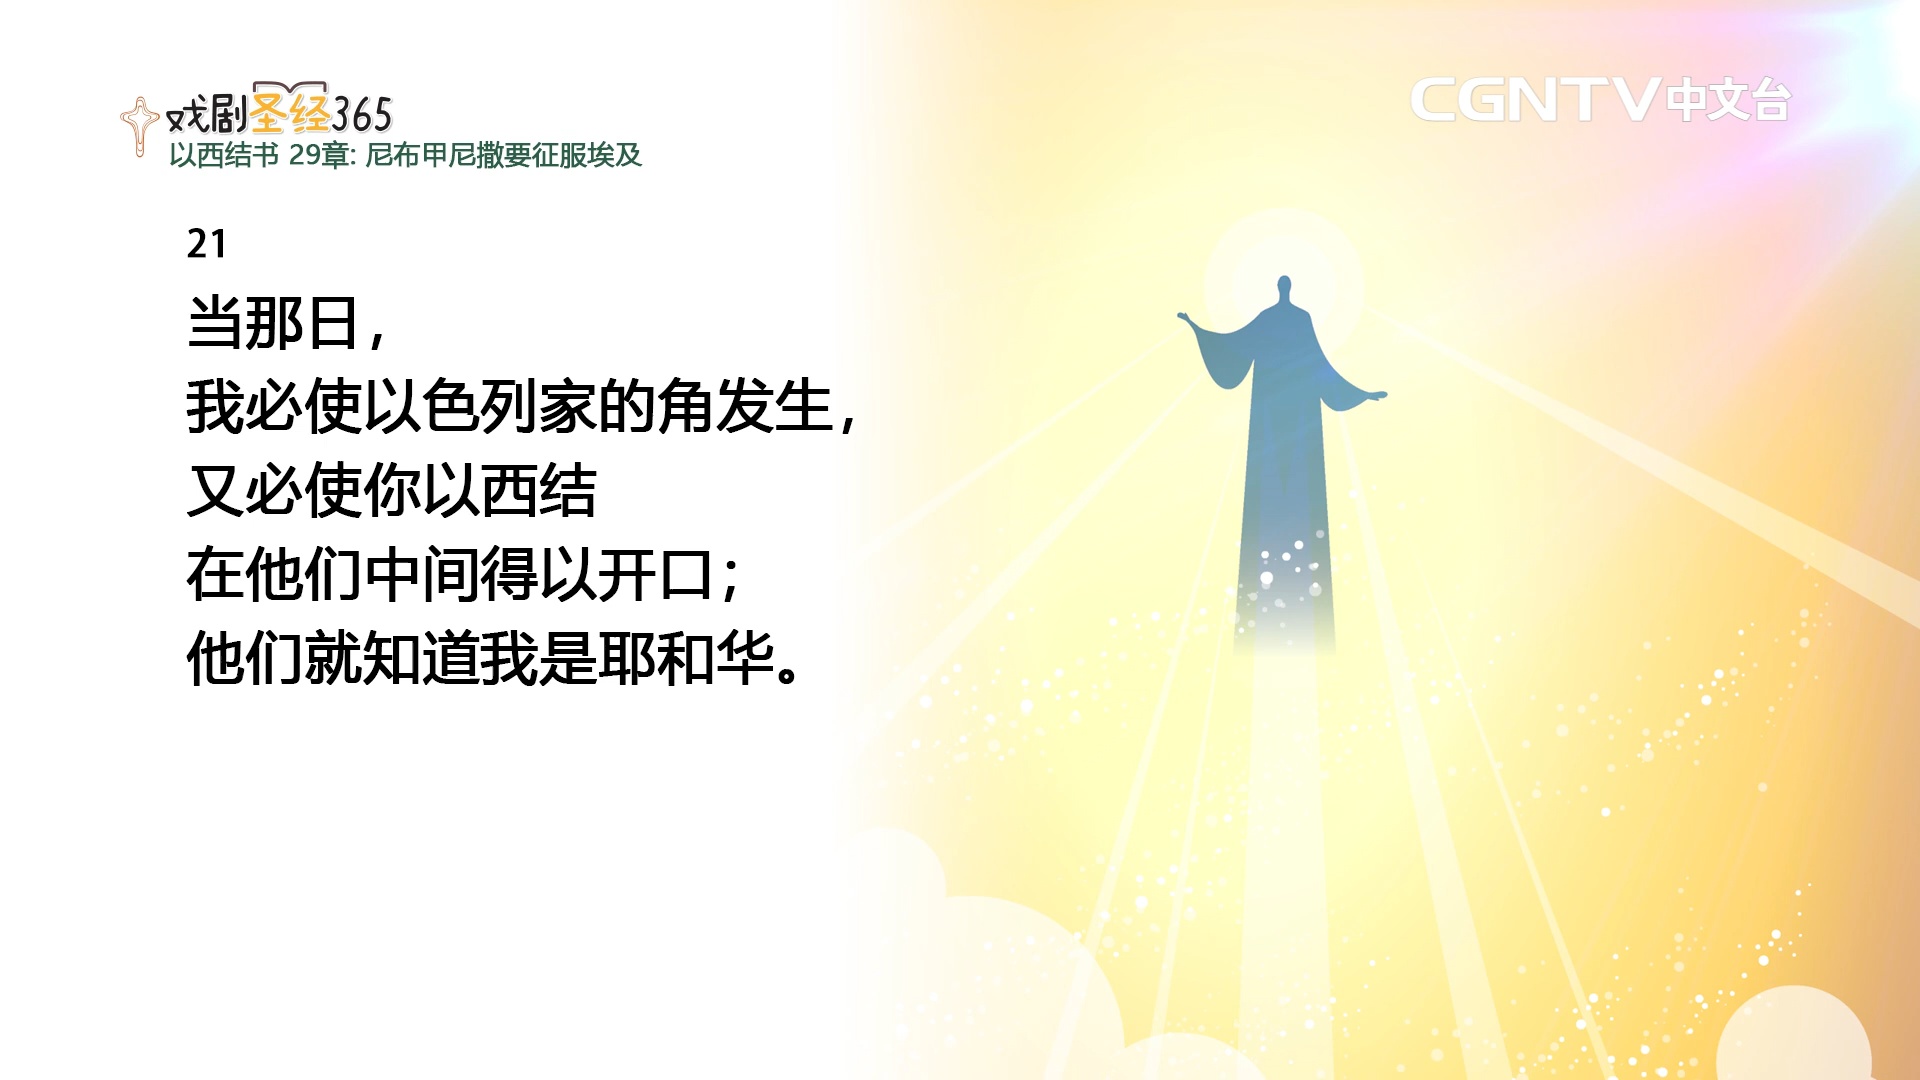 戏剧圣经365
CGNTV中文台
以西结书 29章: 尼布甲尼撒要征服埃及
21
当那日，
我必使以色列家的角发生，
又必使你以西结
在他们中间得以开口；
他们就知道我是耶和华。